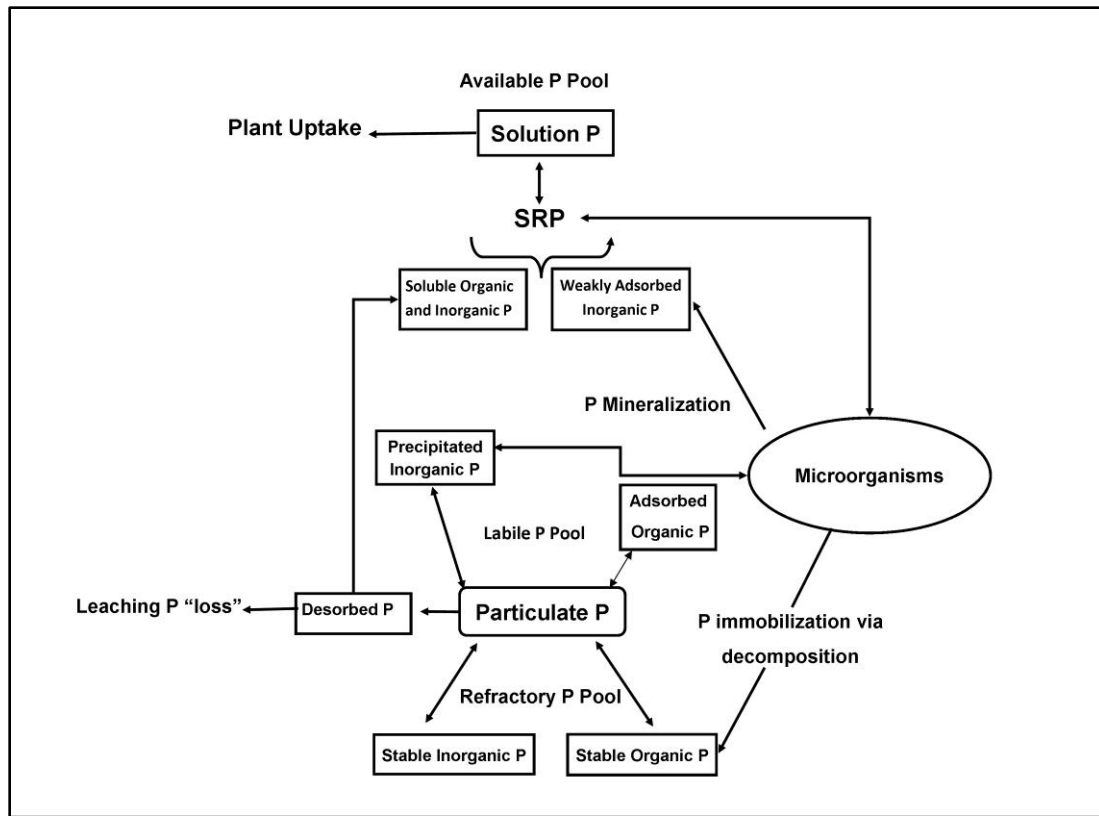 Available P Pool
Plant Uptake
Solution P
SRP
Soluble Organic
and Inorganic P
Weakly Adsorbed
Inorganic P
P Mineralization
Precipitated
Inorganic P
Microorganisms
Adsorbed
Organic P
Labile P Pool
Leaching P “loss”
Desorbed P
Particulate P
P immobilization via
decomposition
Refractory P Pool
Stable Inorganic P
Stable Organic P